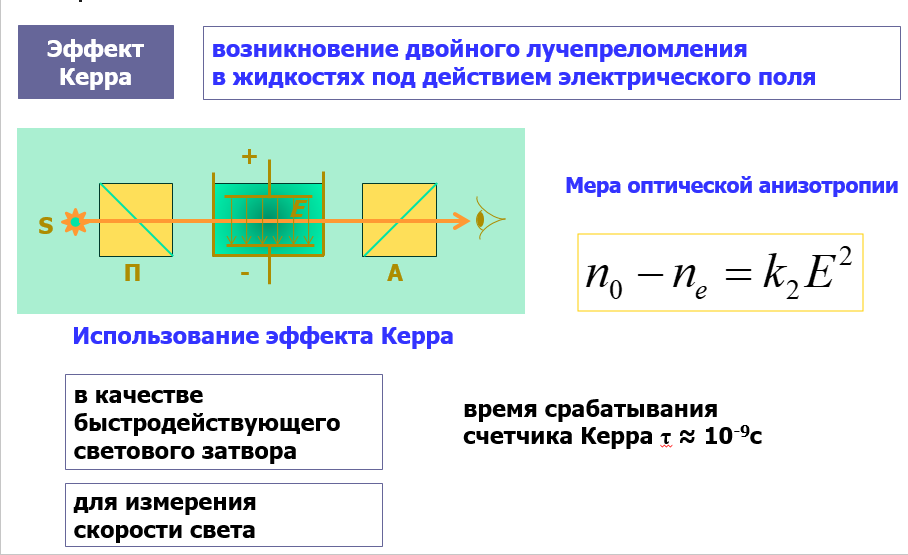 Эффект
Керра
возникновение двойного лучепреломления
в жидкостях под действием электрического поля
+
E
S
П
-
А
Мера оптической анизотропии
n₀ − nₑ = k₂E²
Использование эффекта Керра
в качестве
быстродействующего
светового затвора
время срабатывания
счетчика Керра τ ≈ 10⁻⁹с
для измерения
скорости света